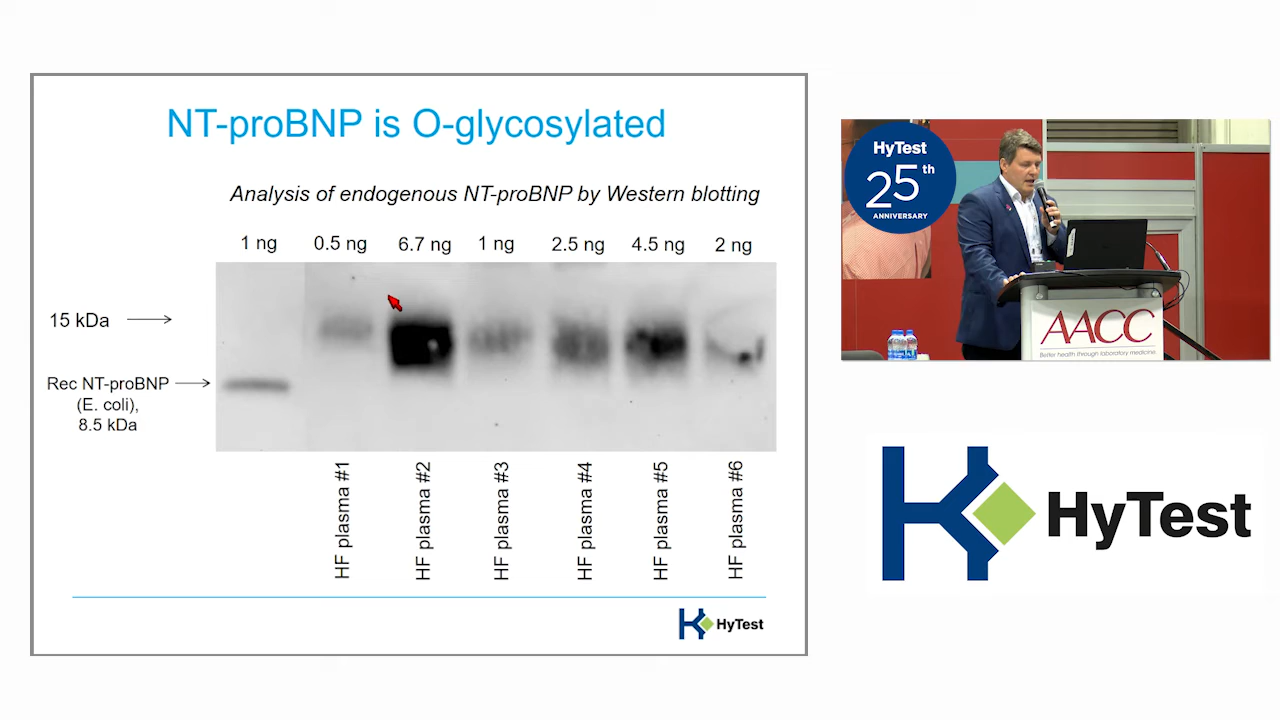 NT-proBNP is O-glycosylated
Analysis of endogenous NT-proBNP by Western blotting
1 ng 0.5 ng 6.7 ng 1 ng 2.5 ng 4.5 ng 2 ng
15 kDa
Rec NT-proBNP
(E. coli),
8.5 kDa
HF plasma #1
HF plasma #2
HF plasma #3
HF plasma #4
HF plasma #5
HF plasma #6
HyTest
HyTest
25th
ANNIVERSARY
AACC
Better health through laboratory medicine.
HyTest